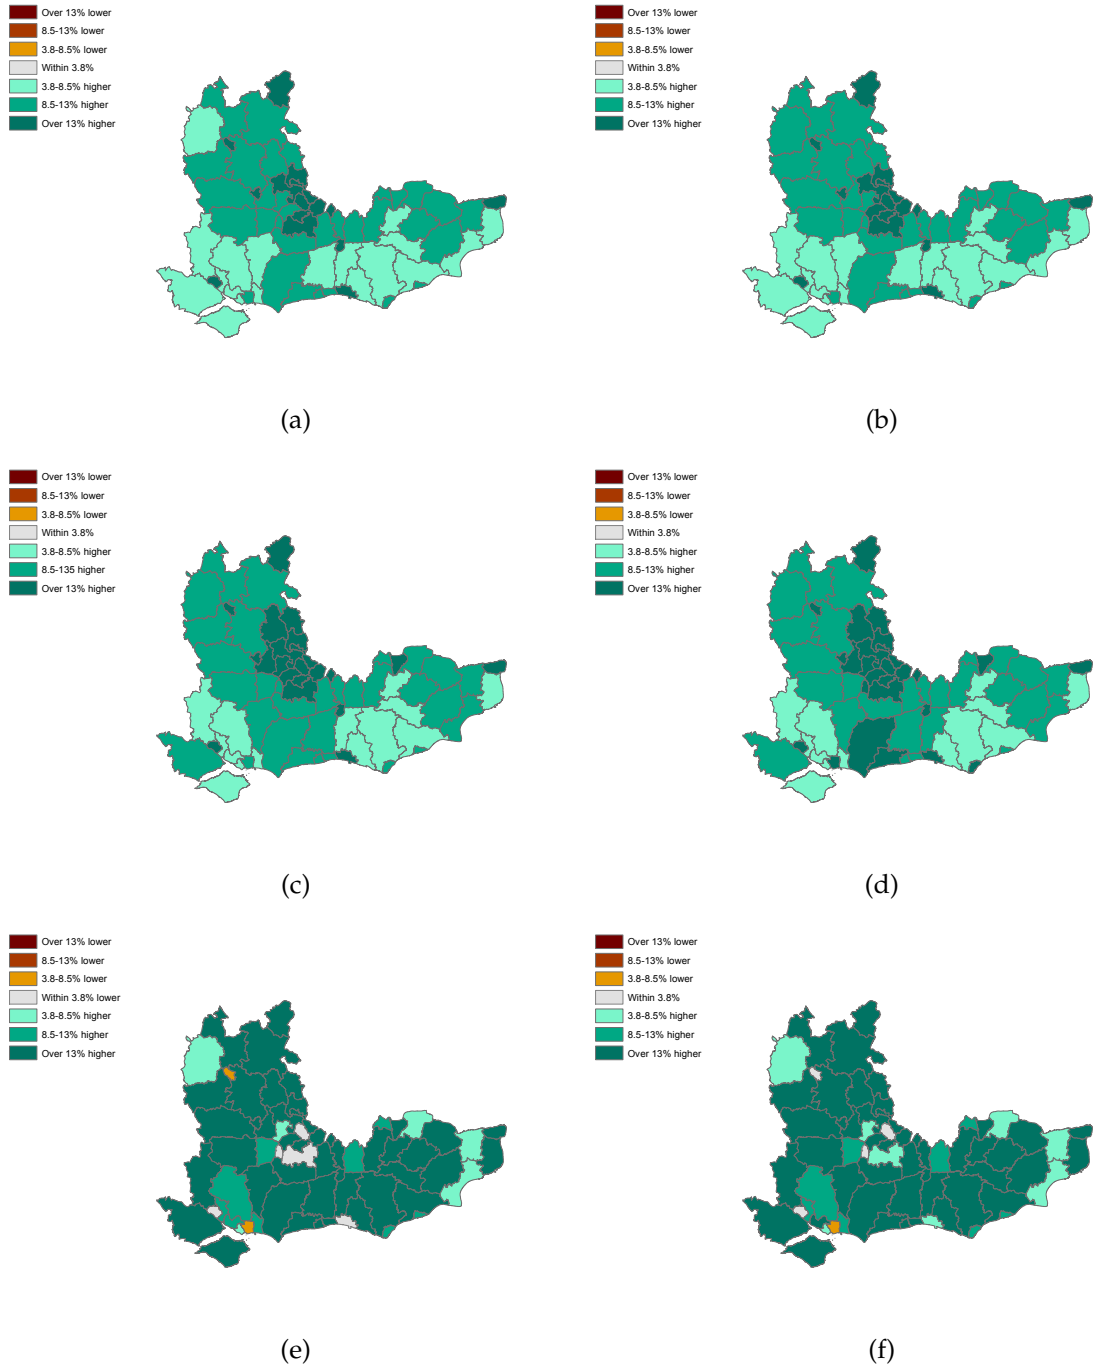 Over 13% lower
8.5-13% lower
3.8-8.5% lower
Within 3.8%
3.8-8.5% higher
8.5-13% higher
Over 13% higher
(a)
Over 13% lower
8.5-13% lower
3.8-8.5% lower
Within 3.8%
3.8-8.5% higher
8.5-13% higher
Over 13% higher
(b)
Over 13% lower
8.5-13% lower
3.8-8.5% lower
Within 3.8%
3.8-8.5% higher
8.5-135 higher
Over 13% higher
(c)
Over 13% lower
8.5-13% lower
3.8-8.5% lower
Within 3.8%
3.8-8.5% higher
8.5-13% higher
Over 13% higher
(d)
Over 13% lower
8.5-13% lower
3.8-8.5% lower
Within 3.8% lower
3.8-8.5% higher
8.5-13% higher
Over 13% higher
(e)
Over 13% lower
8.5-13% lower
3.8-8.5% lower
Within 3.8%
3.8-8.5% higher
8.5-13% higher
Over 13% higher
(f)